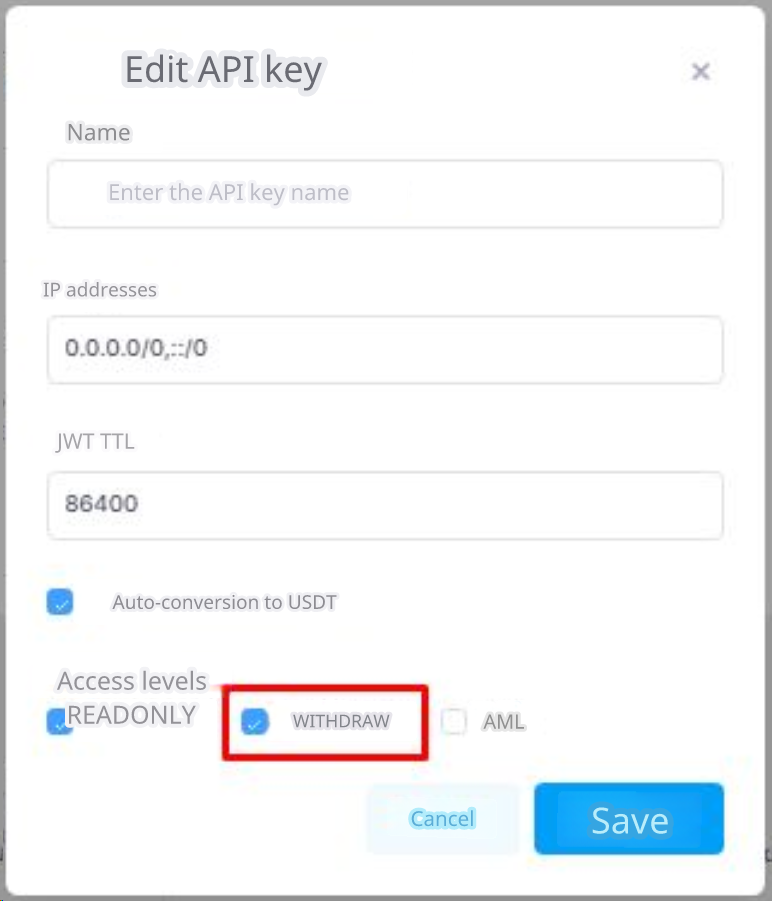 Edit API key
Name
Enter the API key name
IP addresses
0.0.0.0/0,::/0
JWT TTL
86400
Auto-conversion to USDT
Access levels
READONLY WITHDRAW AML
Cancel Save